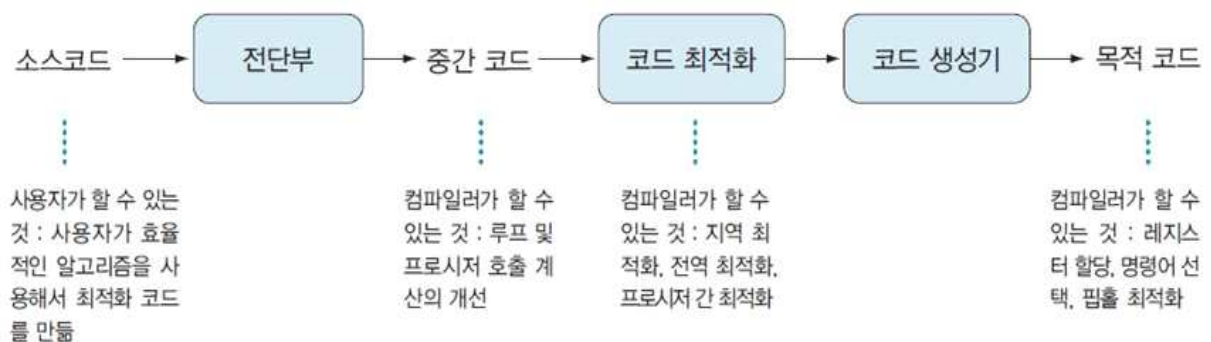 소스코드
전단부
중간 코드
코드 최적화
코드 생성기
목적 코드
사용자가 할 수 있는
것 : 사용자가 효율
적인 알고리즘을 사
용해서 최적화 코드
를 만듦
컴파일러가 할 수
있는 것 : 루프 및
프로시저 호출 계
산의 개선
컴파일러가 할 수
있는 것 : 지역 최
적화, 전역 최적화,
프로시저 간 최적화
컴파일러가 할 수
있는 것 : 레지스
터 할당, 명령어 선
택, 핍홀 최적화